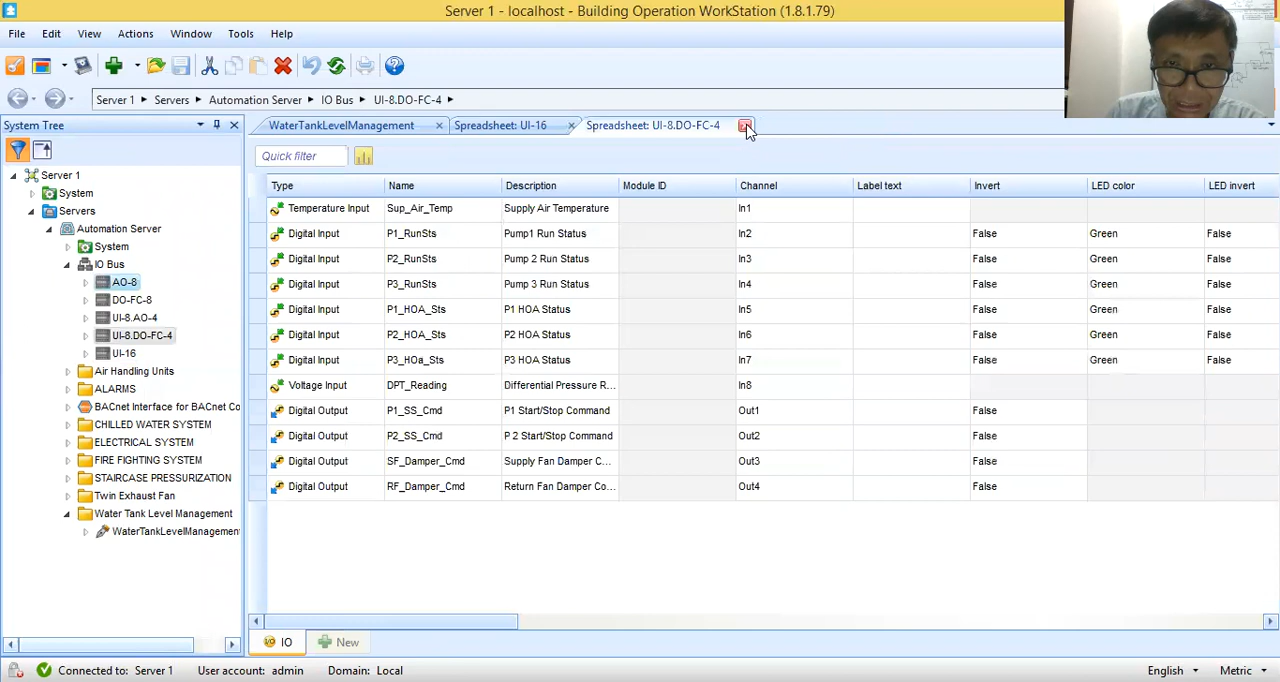 Server 1 - localhost - Building Operation WorkStation (1.8.1.79)
File Edit View Actions Window Tools Help
Server 1 Servers Automation Server IO Bus UI-8.DO-FC-4
System Tree
WaterTankLevelManagement Spreadsheet: UI-16 Spreadsheet: UI-8.DO-FC-4
Quick filter
Server 1
System
Servers
Automation Server
System
IO Bus
AO-8
DO-FC-8
UI-8.AO-4
UI-8.DO-FC-4
UI-16
Air Handling Units
ALARMS
BACnet Interface for BACnet Co
CHILLED WATER SYSTEM
ELECTRICAL SYSTEM
FIRE FIGHTING SYSTEM
STAIRCASE PRESSURIZATION
Twin Exhaust Fan
Water Tank Level Management
WaterTankLevelManagement
Type Name Description Module ID Channel Label text Invert LED color LED invert
Temperature Input Sup_Air_Temp Supply Air Temperature In1
Digital Input P1_RunSts Pump1 Run Status In2 False Green False
Digital Input P2_RunSts Pump 2 Run Status In3 False Green False
Digital Input P3_RunSts Pump 3 Run Status In4 False Green False
Digital Input P1_HOA_Sts P1 HOA Status In5 False Green False
Digital Input P2_HOA_Sts P2 HOA Status In6 False Green False
Digital Input P3_HOa_Sts P3 HOA Status In7 False Green False
Voltage Input DPT_Reading Differential Pressure R... In8
Digital Output P1_SS_Cmd P1 Start/Stop Command Out1 False
Digital Output P2_SS_Cmd P 2 Start/Stop Command Out2 False
Digital Output SF_Damper_Cmd Supply Fan Damper C... Out3 False
Digital Output RF_Damper_Cmd Return Fan Damper Co... Out4 False
IO New
Connected to: Server 1 User account: admin Domain: Local English Metric